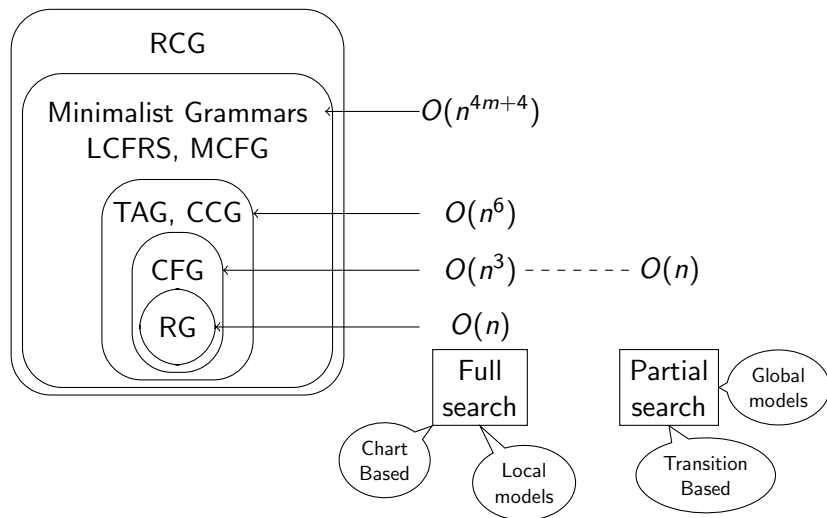 RCG
Minimalist Grammars
LCFRS, MCFG
O(n^{4m+4})
TAG, CCG
O(n^6)
CFG
O(n^3)
O(n)
RG
O(n)
Full
search
Partial
search
Global
models
Chart
Based
Local
models
Transition
Based